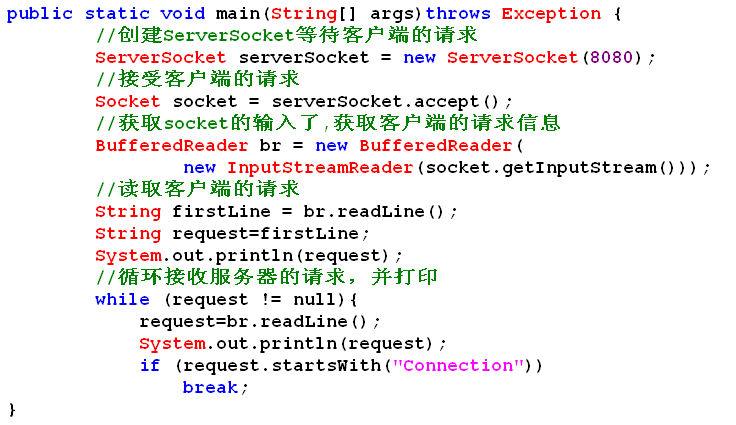 public static void main(String[] args)throws Exception {
//创建ServerSocket等待客户端的请求
ServerSocket serverSocket = new ServerSocket(8080);
//接受客户端的请求
Socket socket = serverSocket.accept();
//获取socket的输入了,获取客户端的请求信息
BufferedReader br = new BufferedReader(
new InputStreamReader(socket.getInputStream()));
//读取客户端的请求
String firstLine = br.readLine();
String request=firstLine;
System.out.println(request);
//循环接收服务器的请求，并打印
while (request != null){
request=br.readLine();
System.out.println(request);
if (request.startsWith("Connection"))
break;
}